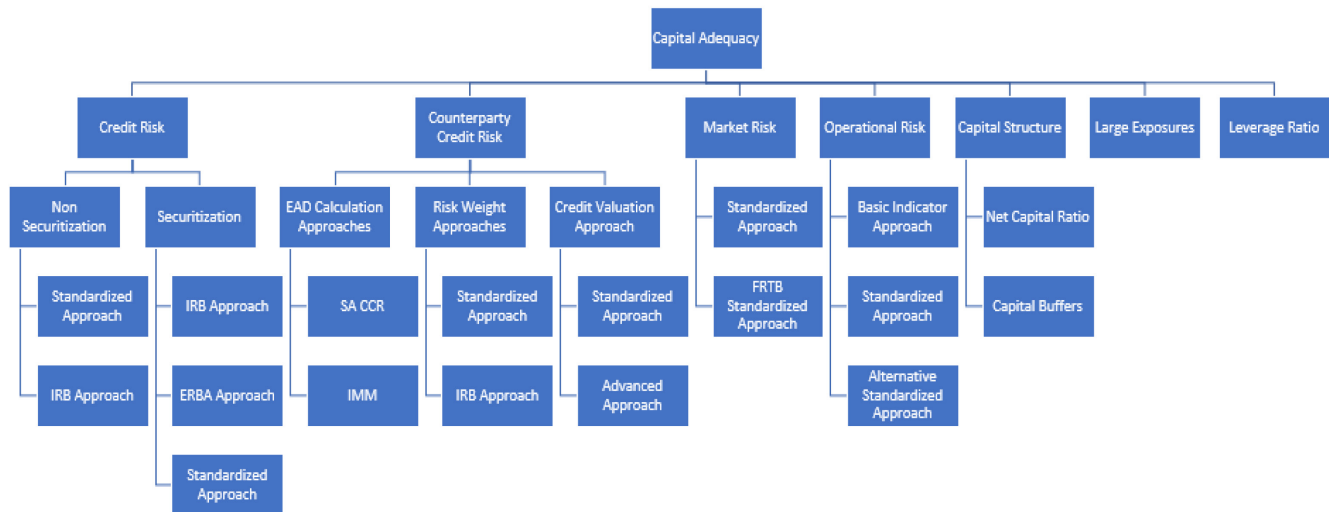 Capital Adequacy
Credit Risk
Counterparty
Credit Risk
Market Risk
Operational Risk
Capital Structure
Large Exposures
Leverage Ratio
Non
Securitization
Securitization
EAD Calculation
Approaches
Risk Weight
Approaches
Credit Valuation
Approach
Standardized
Approach
Basic Indicator
Approach
Net Capital Ratio
Standardized
Approach
IRB Approach
SA CCR
Standardized
Approach
Standardized
Approach
FRTB
Standardized
Approach
Standardized
Approach
Capital Buffers
IRB Approach
ERBA Approach
IMM
IRB Approach
Advanced
Approach
Alternative
Standardized
Approach
Standardized
Approach